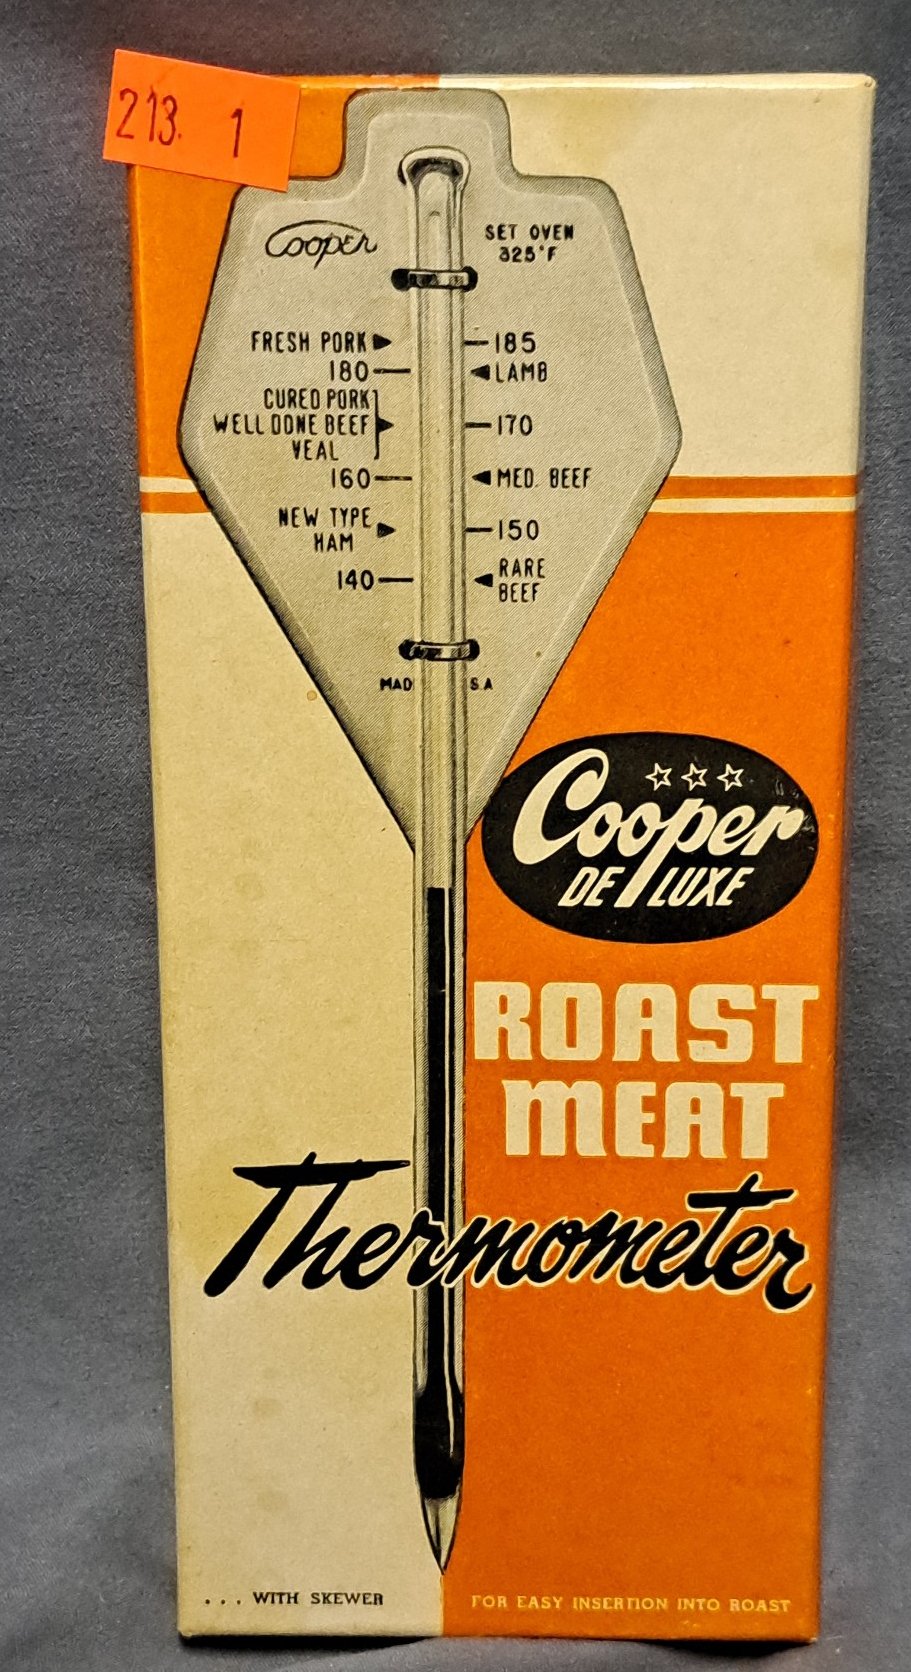 213. 1
Cooper
SET OVEN
325°F
FRESH PORK
185
180
LAMB
CURED PORK
WELL DONE BEEF
VEAL
170
160
MED. BEEF
NEW TYPE
HAM
150
140
RARE
BEEF
MAD S.A
Cooper
DE LUXE
ROAST
MEAT
Thermometer
... WITH SKEWER
FOR EASY INSERTION INTO ROAST